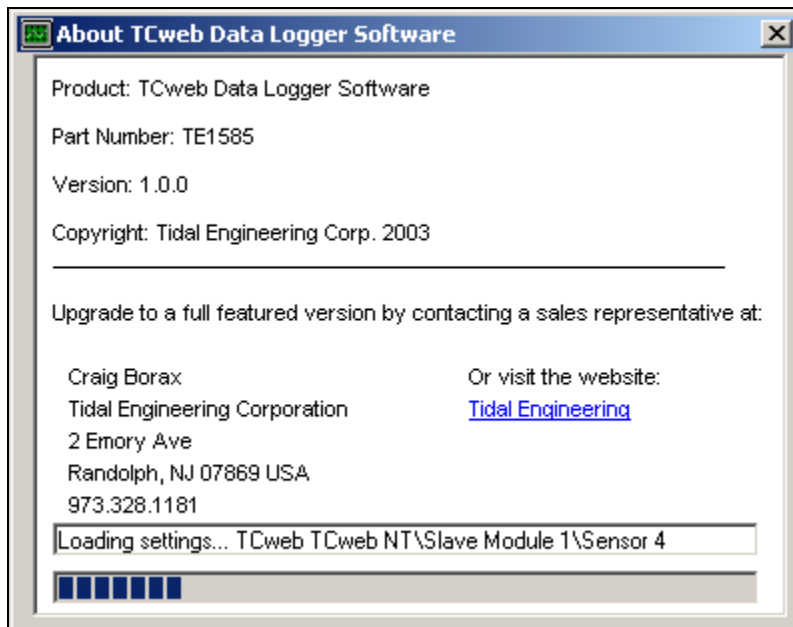 About TCweb Data Logger Software
Product: TCweb Data Logger Software
Part Number: TE1585
Version: 1.0.0
Copyright: Tidal Engineering Corp. 2003
Upgrade to a full featured version by contacting a sales representative at:
Craig Borax
Tidal Engineering Corporation
2 Emory Ave
Randolph, NJ 07869 USA
973.328.1181
Or visit the website:
Tidal Engineering
Loading settings... TCweb TCweb NT\Slave Module 1\Sensor 4